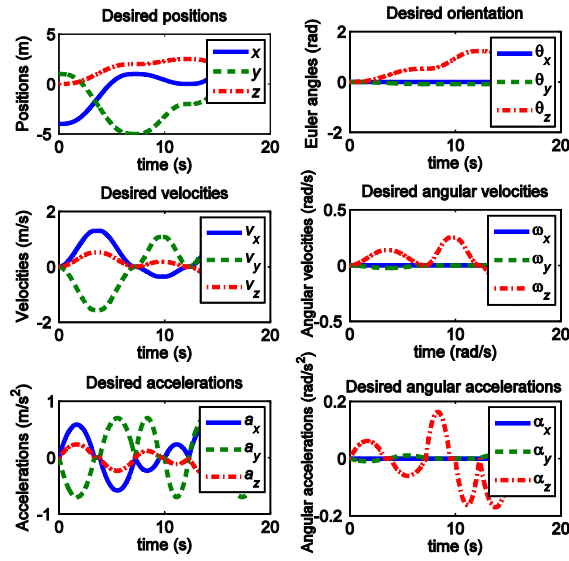 Desired positions
Positions (m)
5
0
-5
0 10 20
time (s)
x
y
z
Desired orientation
Euler angles (rad)
2
0
-2
0 10 20
time (s)
θx
θy
θz
Desired velocities
Velocities (m/s)
2
0
-2
0 10 20
time (s)
vx
vy
vz
Desired angular velocities
Angular velocities (rad/s)
0.5
0
-0.5
0 10 20
time (rad/s)
ωx
ωy
ωz
Desired accelerations
Accelerations (m/s²)
1
0
-1
0 10 20
time (s)
ax
ay
az
Desired angular accelerations
Angular accelerations (rad/s²)
0.2
0
-0.2
0 10 20
time (s)
αx
αy
αz